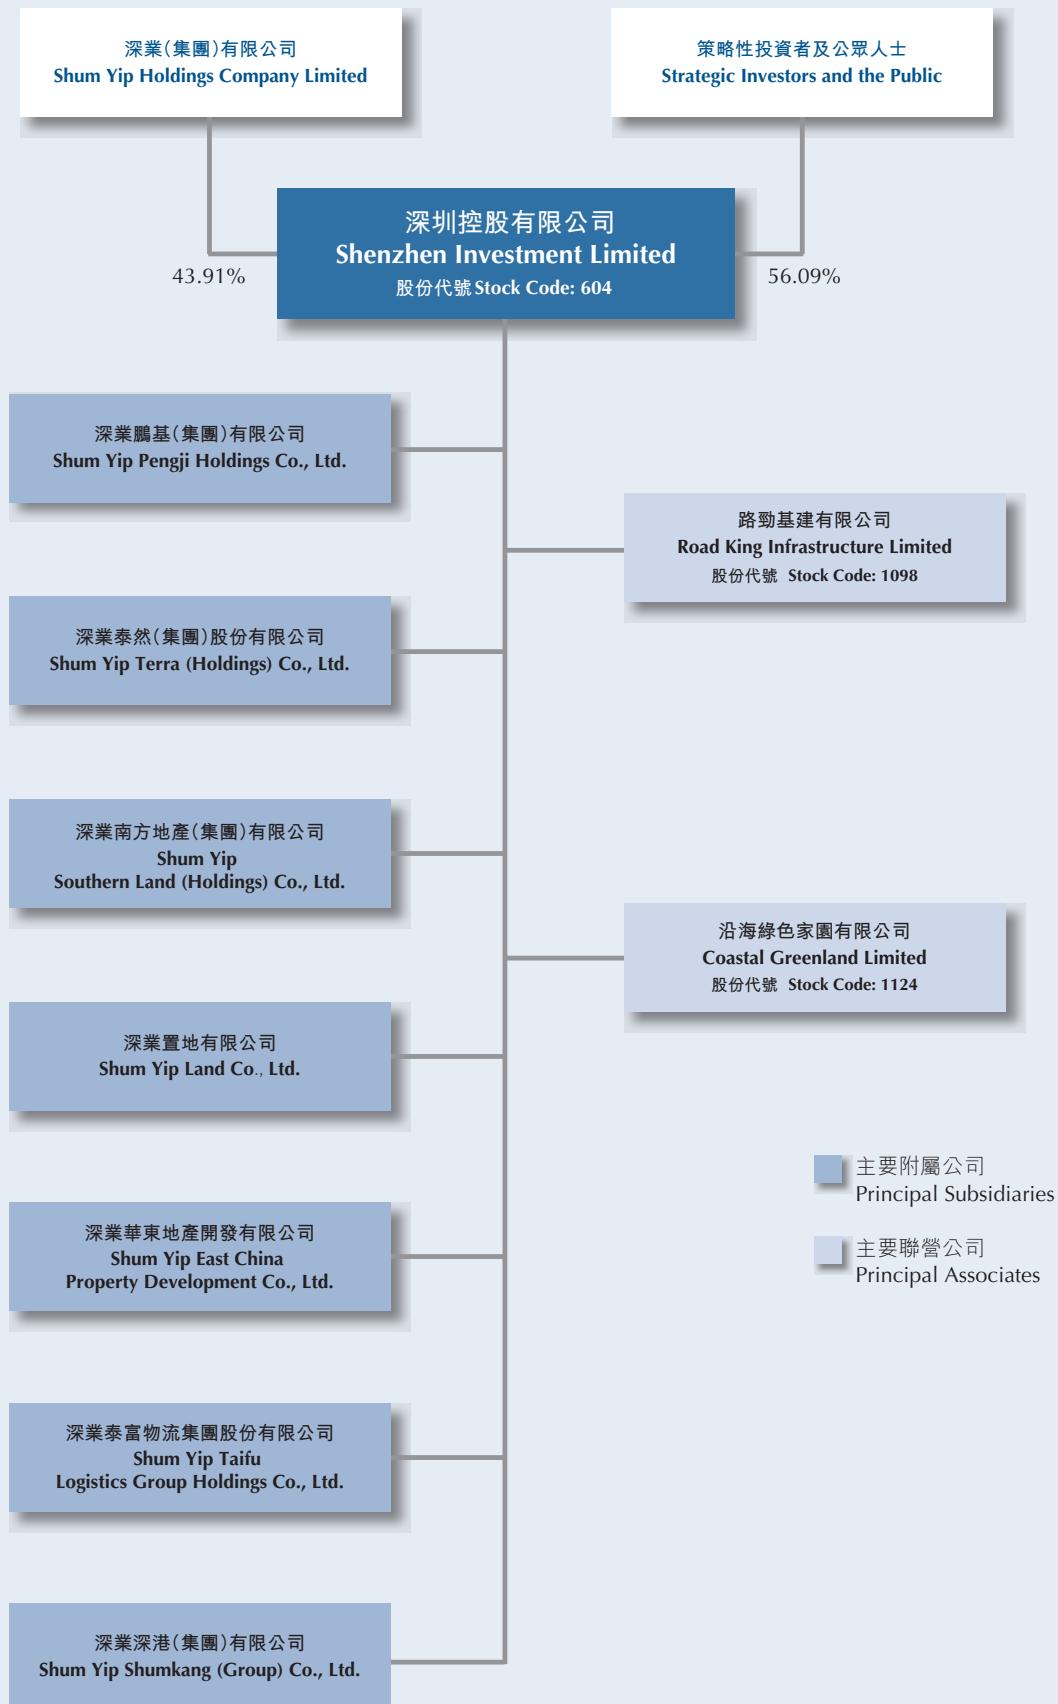 深業(集團)有限公司
Shum Yip Holdings Company Limited
策略性投資者及公眾人士
Strategic Investors and the Public
深圳控股有限公司
Shenzhen Investment Limited
股份代號 Stock Code: 604
43.91%
56.09%
深業鵬基(集團)有限公司
Shum Yip Pengji Holdings Co., Ltd.
路勁基建有限公司
Road King Infrastructure Limited
股份代號 Stock Code: 1098
深業泰然(集團)股份有限公司
Shum Yip Terra (Holdings) Co., Ltd.
深業南方地產(集團)有限公司
Shum Yip
Southern Land (Holdings) Co., Ltd.
沿海綠色家園有限公司
Coastal Greenland Limited
股份代號 Stock Code: 1124
深業置地有限公司
Shum Yip Land Co., Ltd.
主要附屬公司
Principal Subsidiaries
主要聯營公司
Principal Associates
深業華東地產開發有限公司
Shum Yip East China
Property Development Co., Ltd.
深業泰富物流集團股份有限公司
Shum Yip Taifu
Logistics Group Holdings Co., Ltd.
深業深港(集團)有限公司
Shum Yip Shumkang (Group) Co., Ltd.